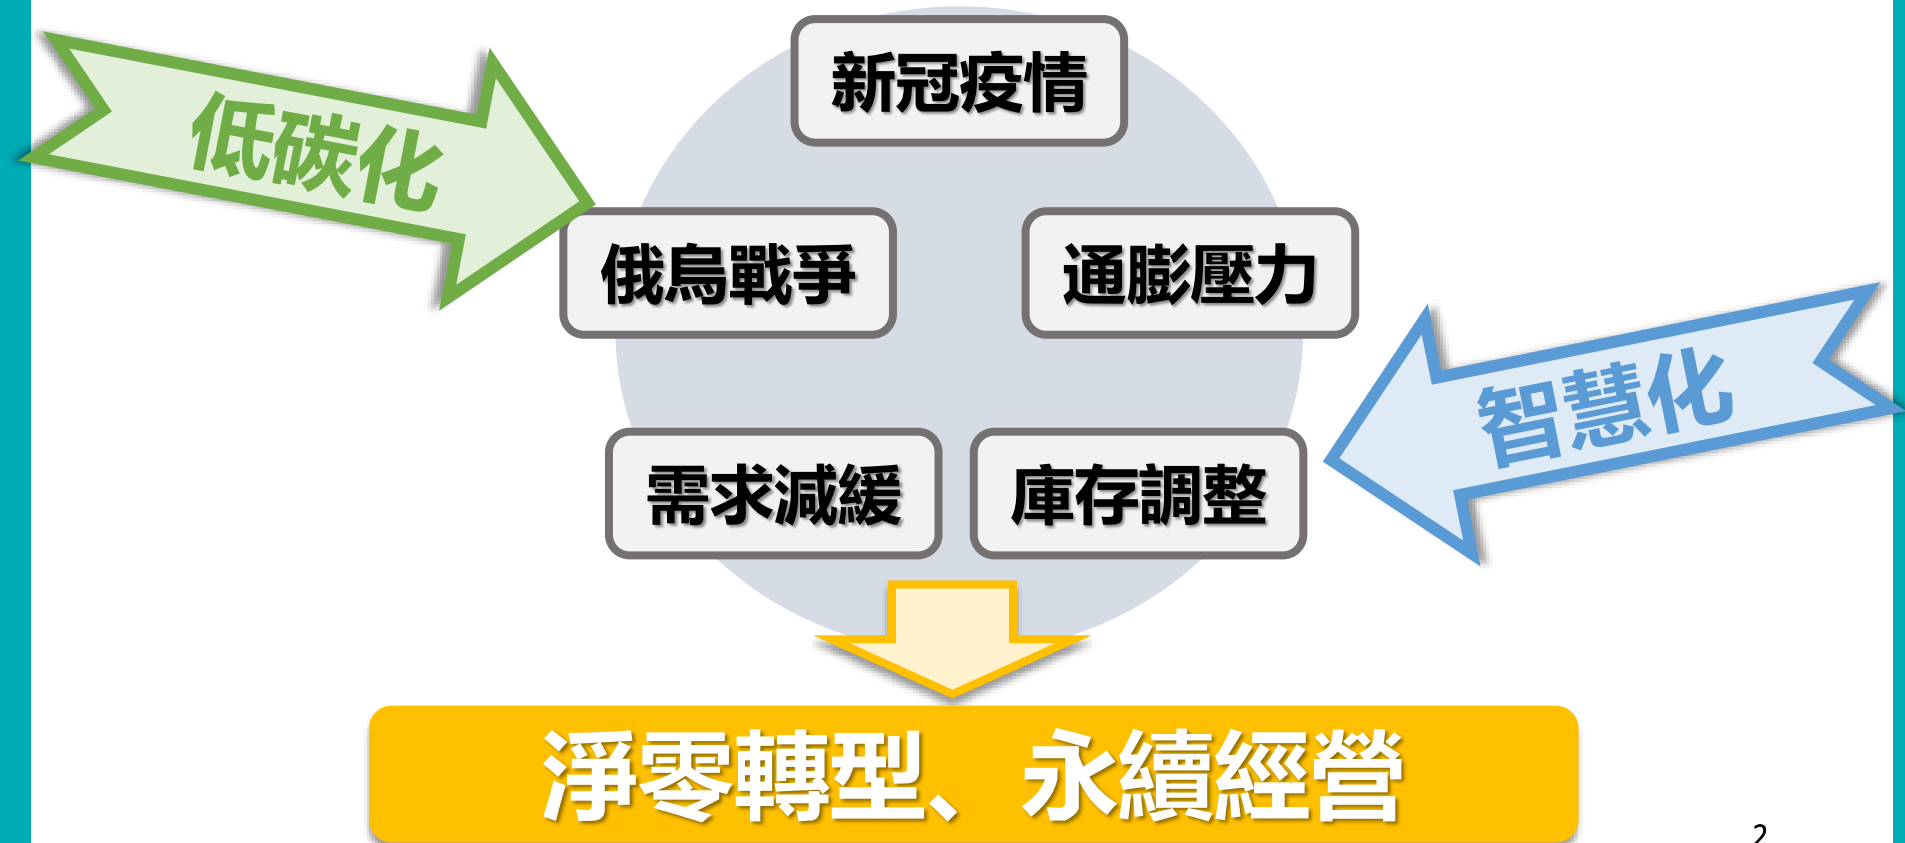 新冠疫情
低碳化
俄烏戰爭
通膨壓力
智慧化
需求減緩
庫存調整
淨零轉型、永續經營
2